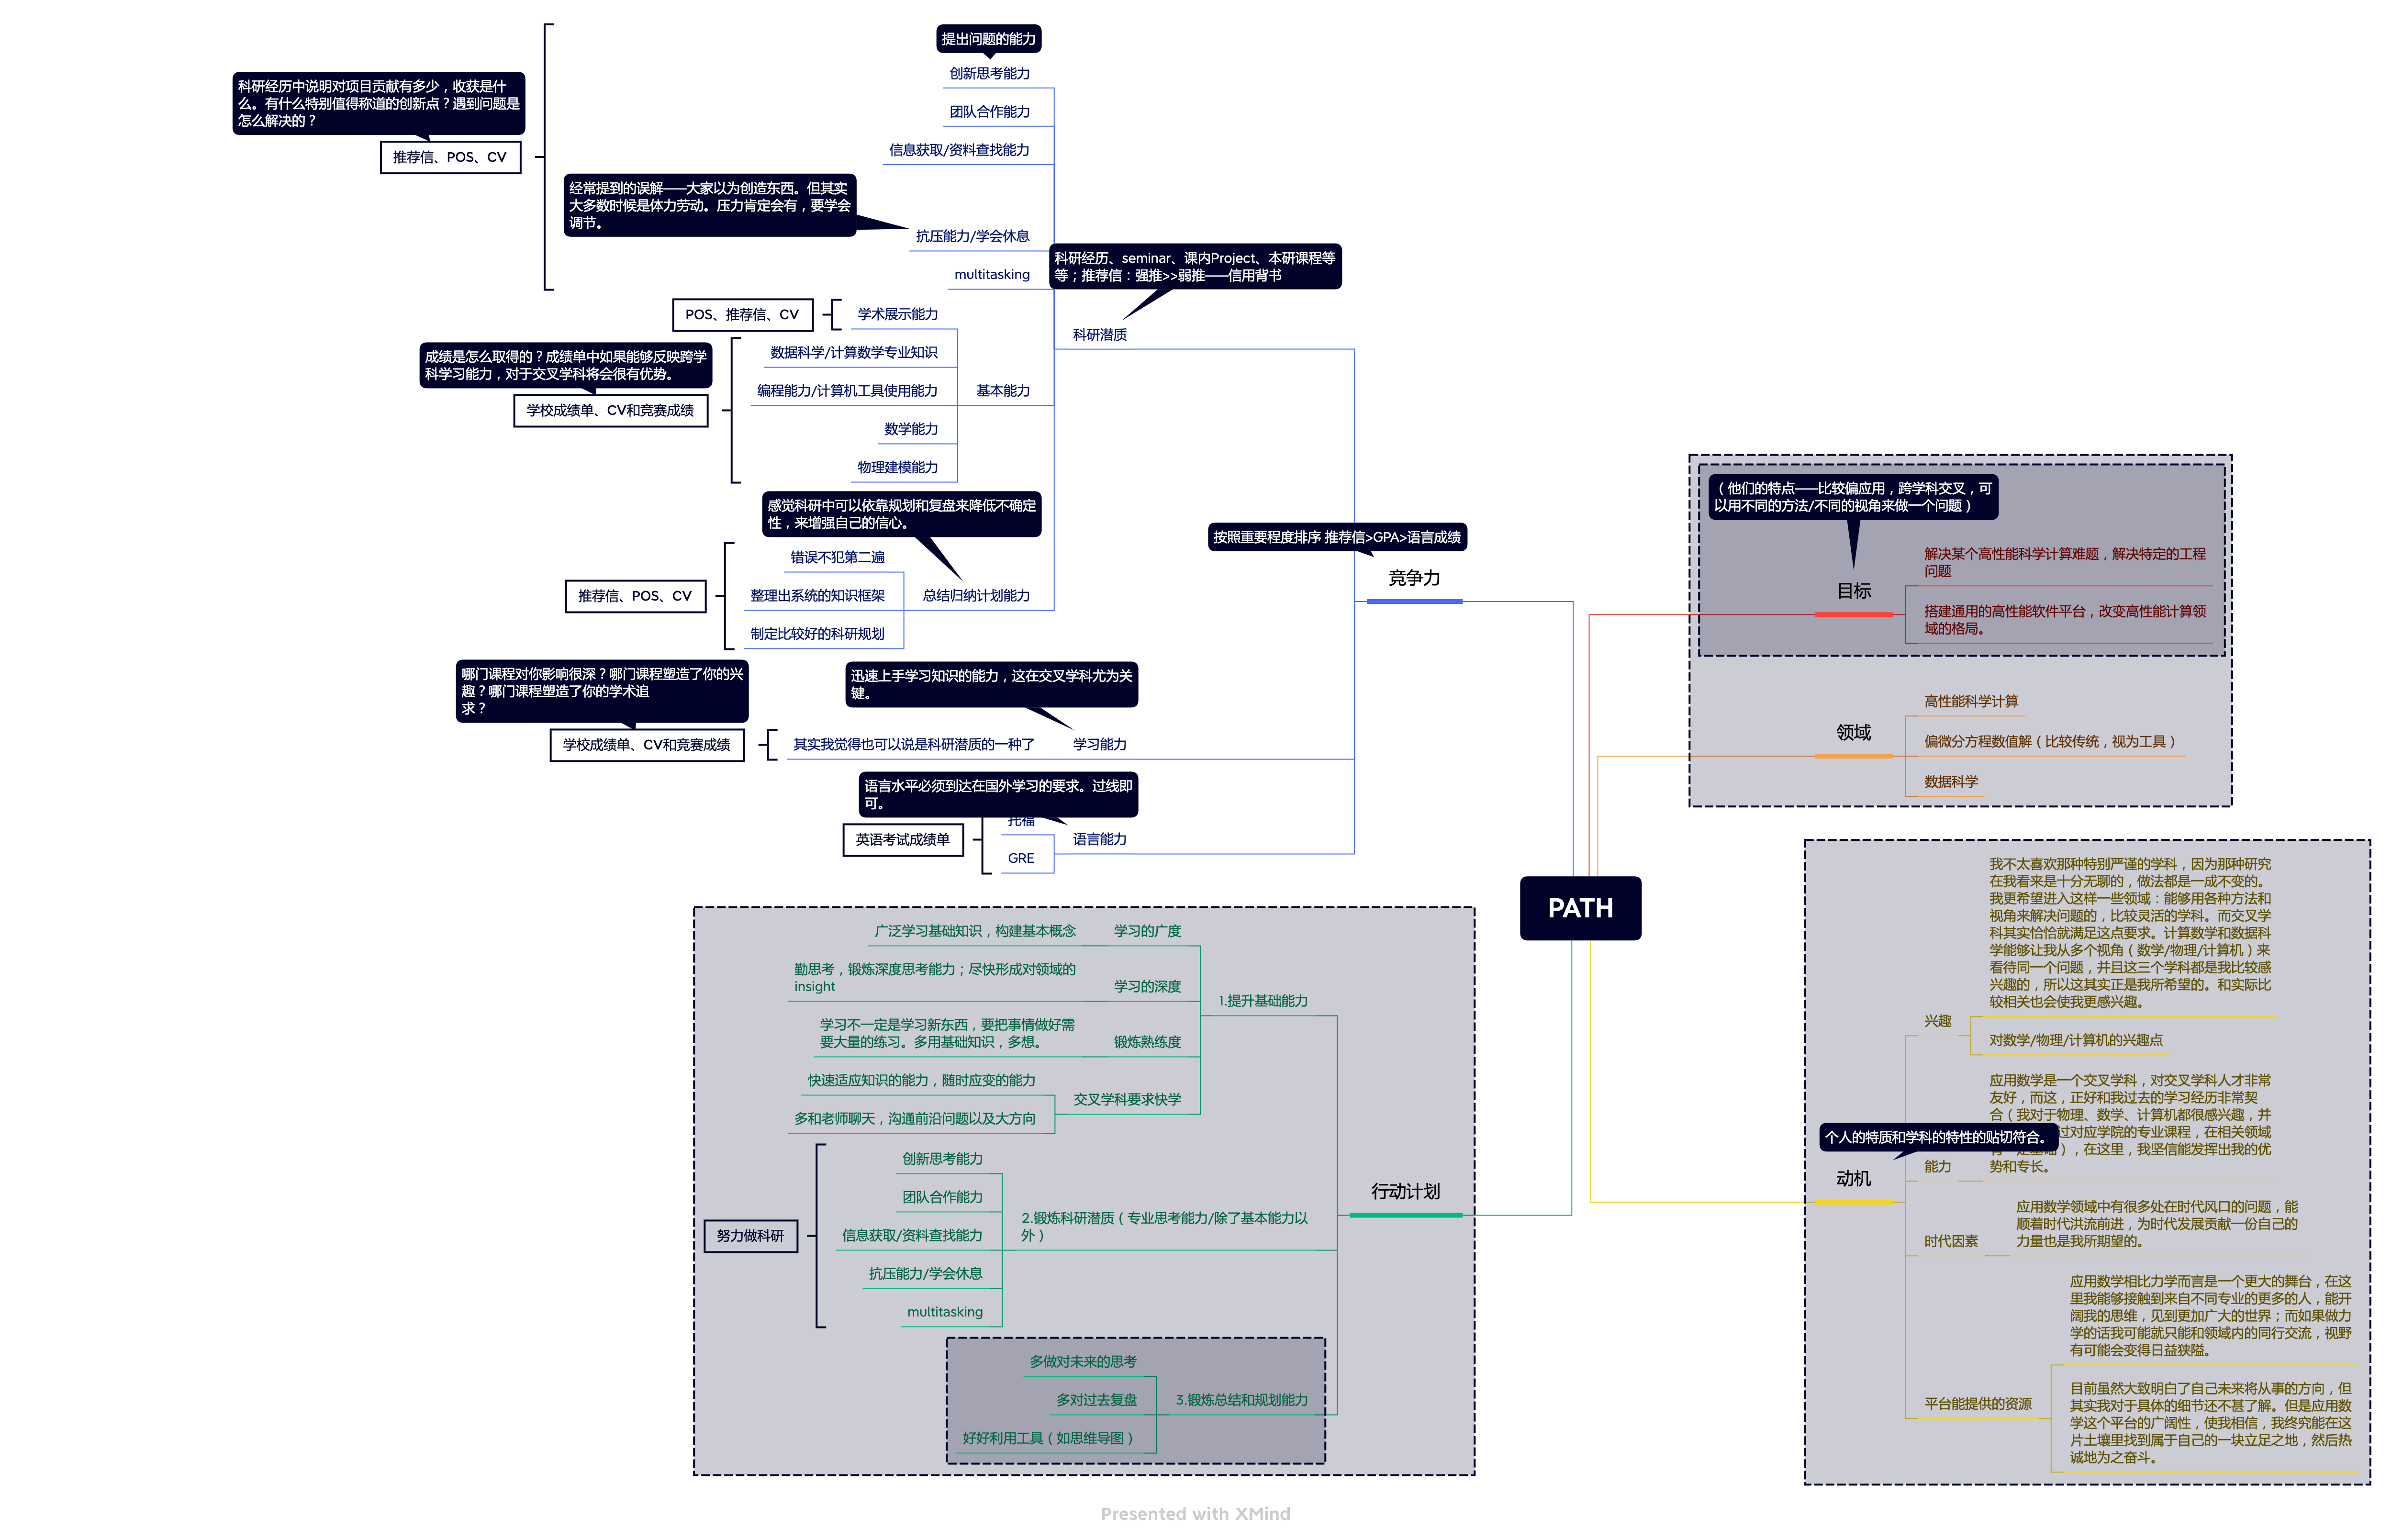 提出问题的能力
创新思考能力
团队合作能力
信息获取/资料查找能力
科研经历中说明对项目贡献有多少，收获是什
么。有什么特别值得称道的创新点？遇到问题是
怎么解决的？
推荐信、POS、CV
经常提到的误解——大家以为创造东西。但其实
大多数时候是体力劳动。压力肯定会有，要学会
调节。
抗压能力/学会休息
multitasking
科研经历、seminar、课内Project、本研课程等
等；推荐信：强推>>弱推——信用背书
科研潜质
POS、推荐信、CV
学术展示能力
数据科学/计算数学专业知识
编程能力/计算机工具使用能力
数学能力
物理建模能力
基本能力
成绩是怎么取得的？成绩单中如果能够反映跨学
科学习能力，对于交叉学科将会很有优势。
学校成绩单、CV和竞赛成绩
感觉科研中可以依靠规划和复盘来降低不确定
性，来增强自己的信心。
错误不犯第二遍
整理出系统的知识框架
制定比较好的科研规划
总结归纳计划能力
推荐信、POS、CV
按照重要程度排序 推荐信>GPA>语言成绩
竞争力
哪门课程对你影响很深？哪门课程塑造了你的兴
趣？哪门课程塑造了你的学术追
求？
学校成绩单、CV和竞赛成绩
迅速上手学习知识的能力，这在交叉学科尤为关
键。
其实我觉得也可以说是科研潜质的一种了
学习能力
语言水平必须到达在国外学习的要求。过线即
可。
英语考试成绩单
托福
GRE
语言能力
PATH
（他们的特点——比较偏应用，跨学科交叉，可
以用不同的方法/不同的视角来做一个问题）
目标
解决某个高性能科学计算难题，解决特定的工程
问题
搭建通用的高性能软件平台，改变高性能计算领
域的格局。
领域
高性能科学计算
偏微分方程数值解（比较传统，视为工具）
数据科学
我不太喜欢那种特别严谨的学科，因为那种研究
在我看来是十分无聊的，做法都是一成不变的。
我更希望进入这样一些领域：能够用各种方法和
视角来解决问题的，比较灵活的学科。而交叉学
科其实恰恰就满足这点要求。计算数学和数据科
学能够让我从多个视角（数学/物理/计算机）来
看待同一个问题，并且这三个学科都是我比较感
兴趣的，所以这其实正是我所希望的。和实际比
较相关也会使我更感兴趣。
兴趣
对数学/物理/计算机的兴趣点
应用数学是一个交叉学科，对交叉学科人才非常
友好，而这，正好和我过去的学习经历非常契
合（我对于物理、数学、计算机都很感兴趣，并
过对应学院的专业课程，在相关领域
），在这里，我坚信能发挥出我的优
势和专长。
个人的特质和学科的特性的贴切符合。
能力
动机
应用数学领域中有很多处在时代风口的问题，能
顺着时代洪流前进，为时代发展贡献一份自己的
力量也是我所期望的。
时代因素
应用数学相比力学而言是一个更大的舞台，在这
里我能够接触到来自不同专业的更多的人，能开
阔我的思维，见到更加广大的世界；而如果做力
学的话我可能就只能和领域内的同行交流，视野
有可能会变得日益狭隘。
平台能提供的资源
目前虽然大致明白了自己未来将从事的方向，但
其实我对于具体的细节还不甚了解。但是应用数
学这个平台的广阔性，使我相信，我终究能在这
片土壤里找到属于自己的一块立足之地，然后热
诚地为之奋斗。
广泛学习基础知识，构建基本概念
学习的广度
勤思考，锻炼深度思考能力；尽快形成对领域的
insight
学习的深度
1.提升基础能力
学习不一定是学习新东西，要把事情做好需
要大量的练习。多用基础知识，多想。
锻炼熟练度
快速适应知识的能力，随时应变的能力
交叉学科要求快学
多和老师聊天，沟通前沿问题以及大方向
创新思考能力
团队合作能力
信息获取/资料查找能力
抗压能力/学会休息
multitasking
努力做科研
2.锻炼科研潜质（专业思考能力/除了基本能力以
外）
行动计划
多做对未来的思考
多对过去复盘
好好利用工具（如思维导图）
3.锻炼总结和规划能力
Presented with XMind